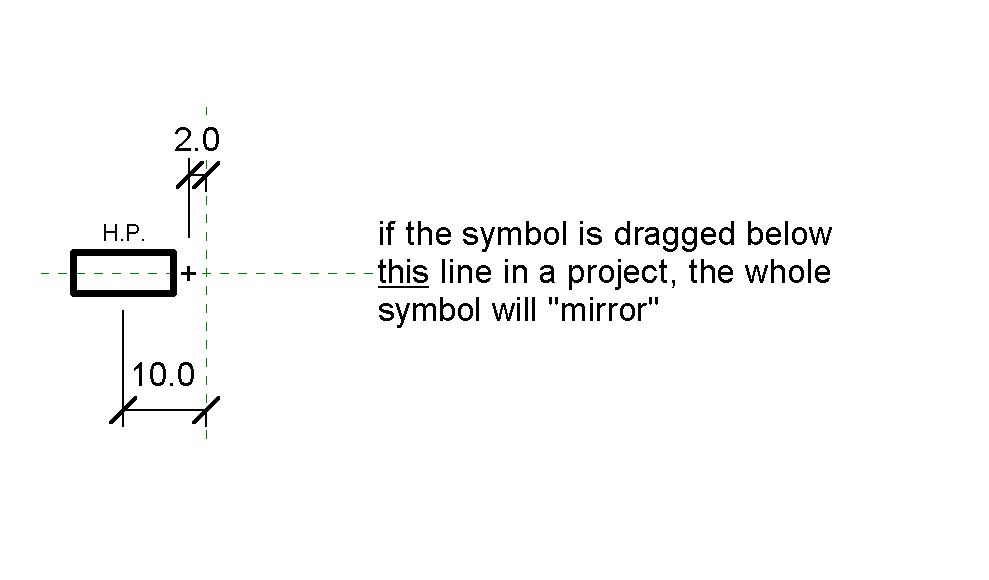 2.0
H.P.
+
if the symbol is dragged below
this line in a project, the whole
symbol will "mirror"
10.0